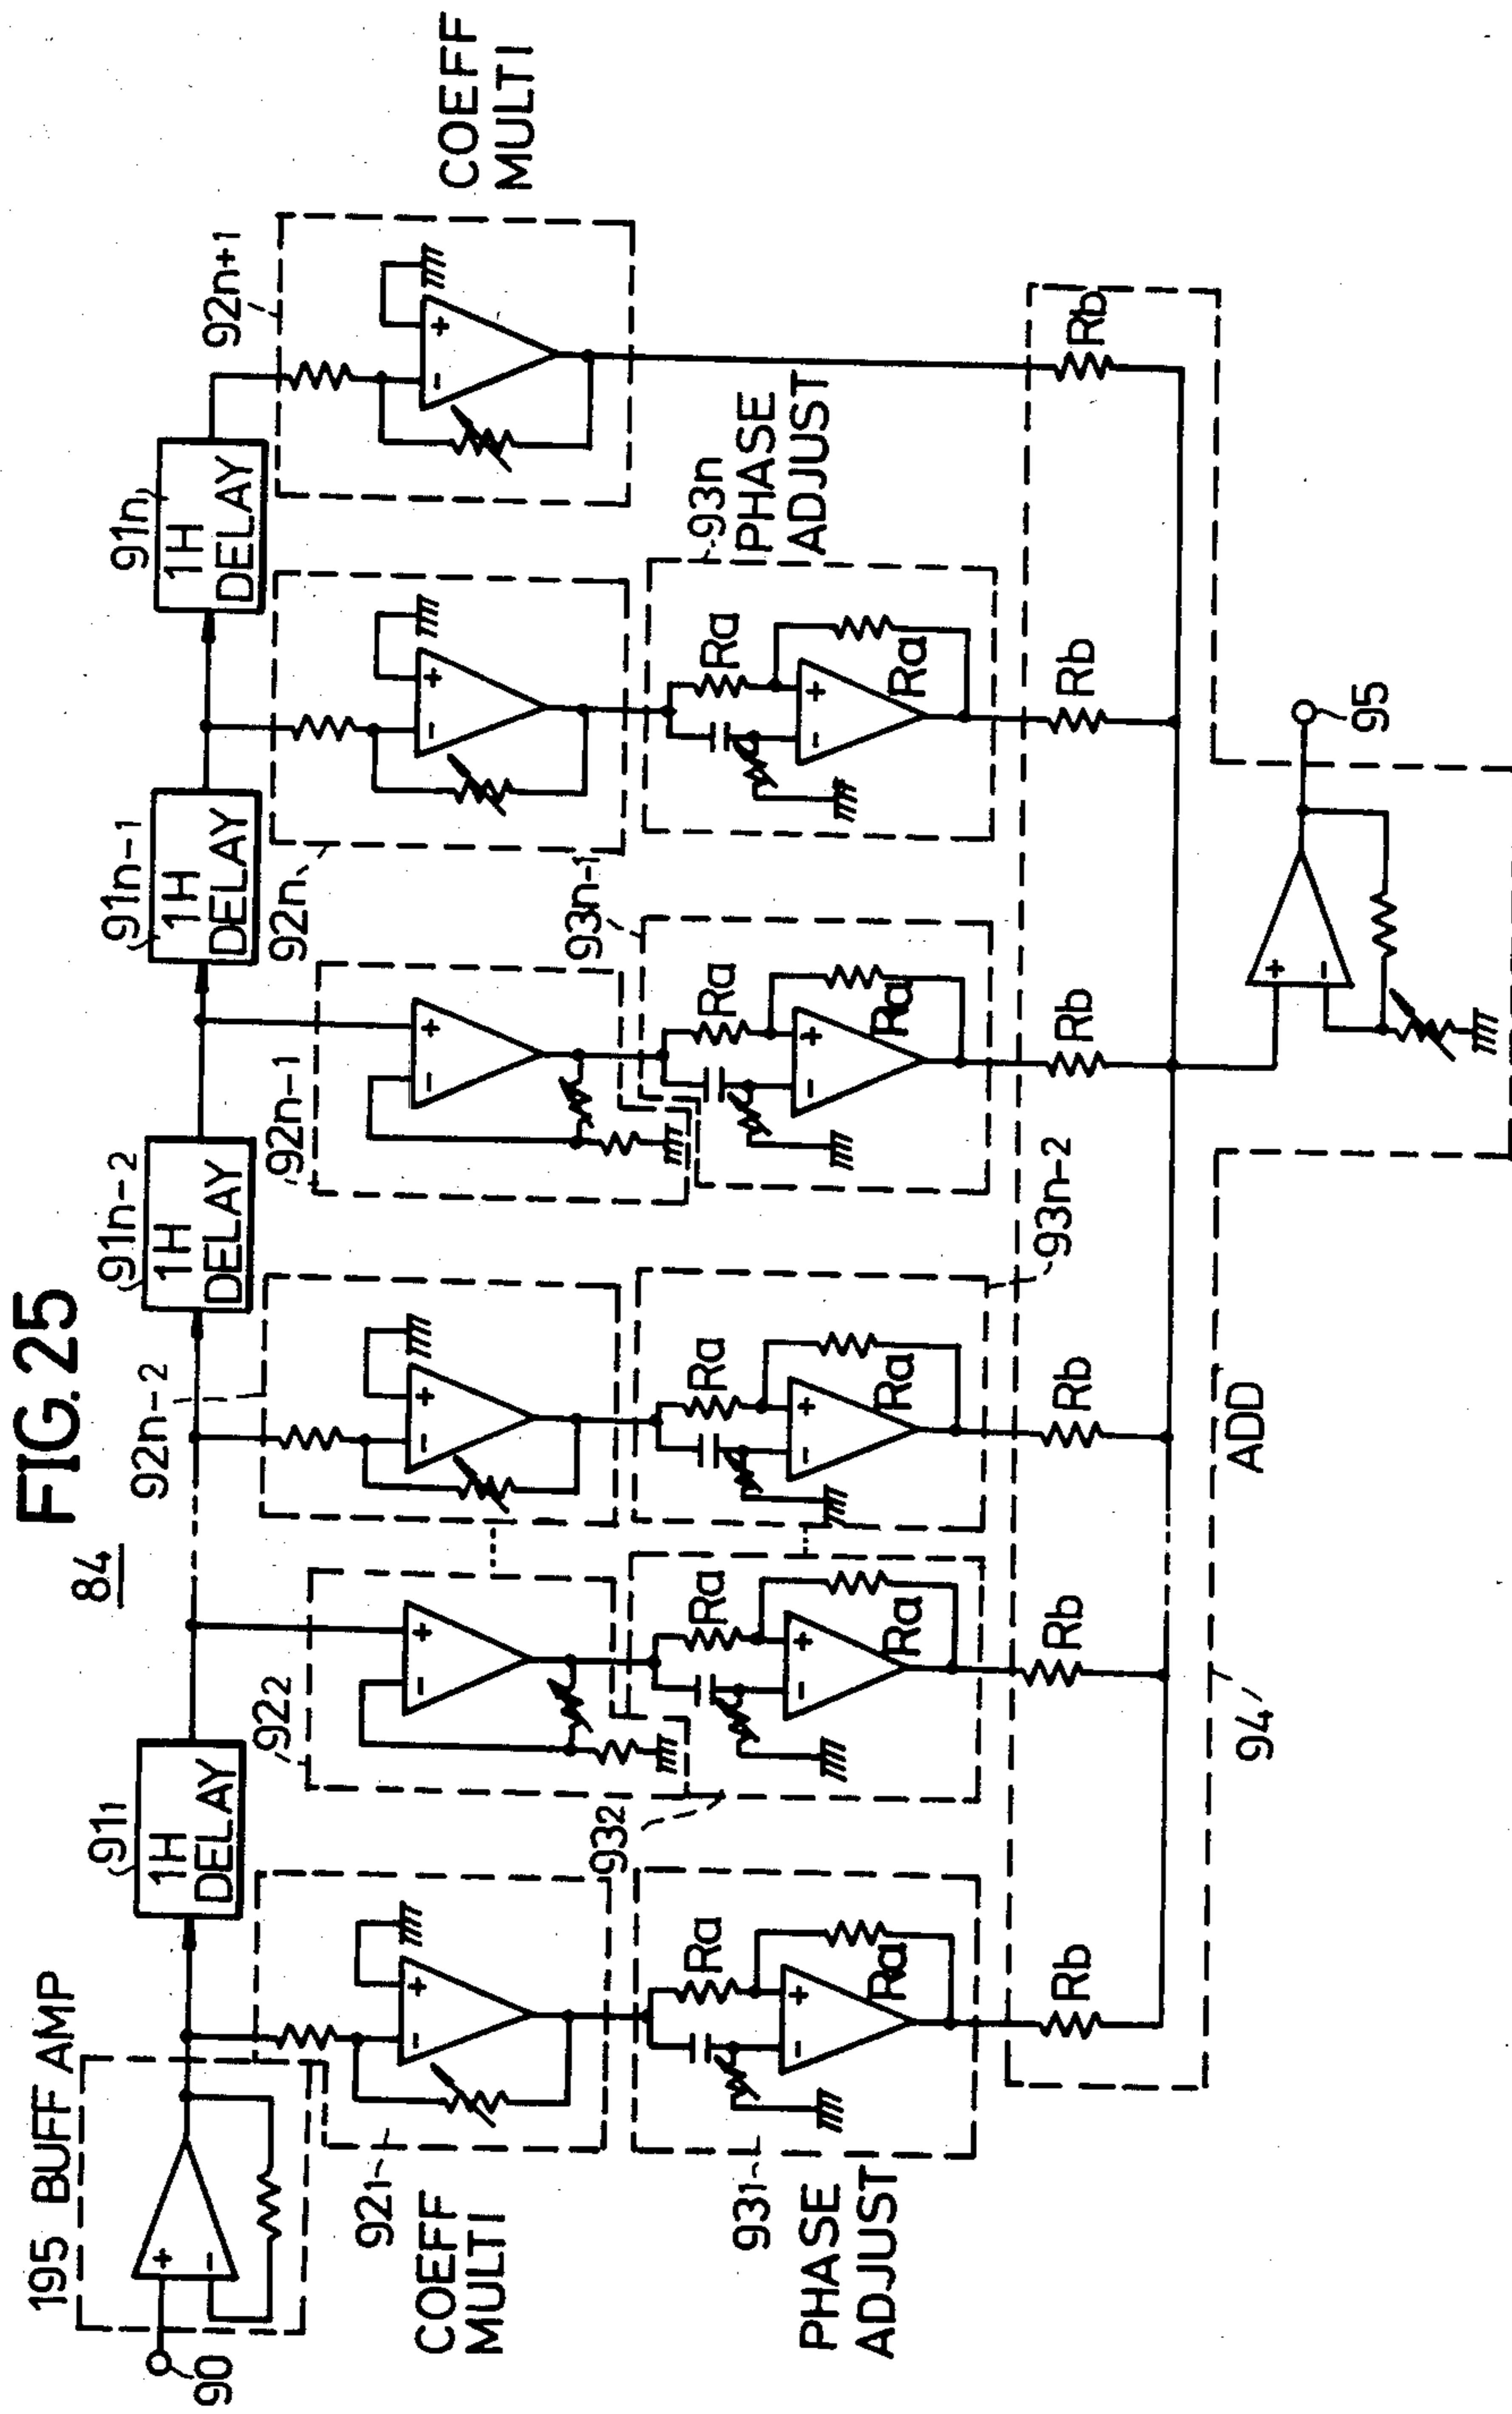 FIG. 25
84
195 BUFF AMP
90
91₁
1H
DELAY
91n-2
1H
DELAY
91n-1
1H
DELAY
91n
1H
DELAY
COEFF
MULTI
92₁
92₂
92n-2
92n-1
92n
92n+1
COEFF
MULTI
+
-
+
-
+
-
+
-
+
-
+
-
+
-
PHASE
ADJUST
93₁
93₂
93n-2
93n-1
93n
PHASE
ADJUST
Ra
Ra
Ra
Ra
Ra
+
-
+
-
+
-
+
-
+
-
Ra
Ra
Ra
Ra
Ra
Rb
Rb
Rb
Rb
Rb
Rb
94
ADD
+
-
95